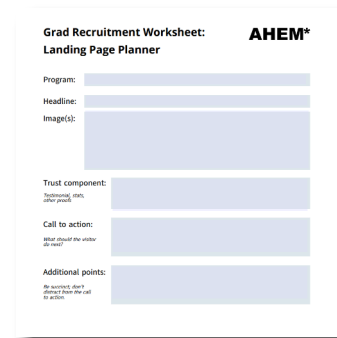 Grad Recruitment Worksheet:
AHEM*
Landing Page Planner
Program:
Headline:
Image(s):
Trust component:
Testimonial, stats,
other proofs
Call to action:
What should the visitor
do next?
Additional points:
Be succinct; don't
distract from the call
to action.